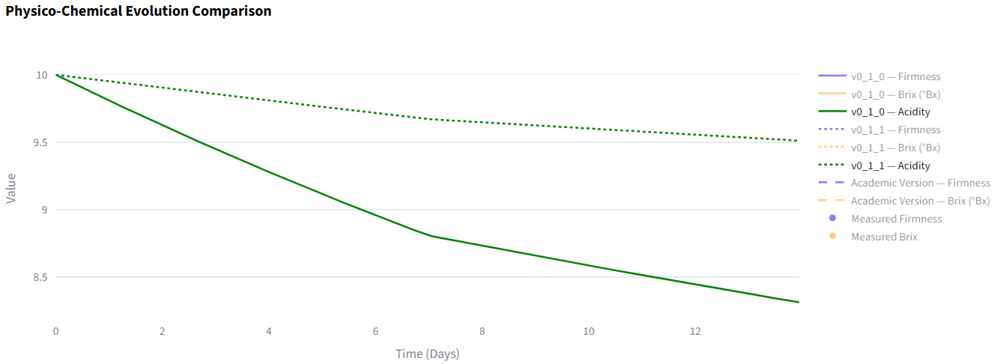 Physico-Chemical Evolution Comparison
10
9.5
9
8.5
Value
0 2 4 6 8 10 12
Time (Days)
v0_1_0 — Firmness
v0_1_0 — Brix (°Bx)
v0_1_0 — Acidity
v0_1_1 — Firmness
v0_1_1 — Brix (°Bx)
v0_1_1 — Acidity
Academic Version — Firmness
Academic Version — Brix (°Bx)
Measured Firmness
Measured Brix